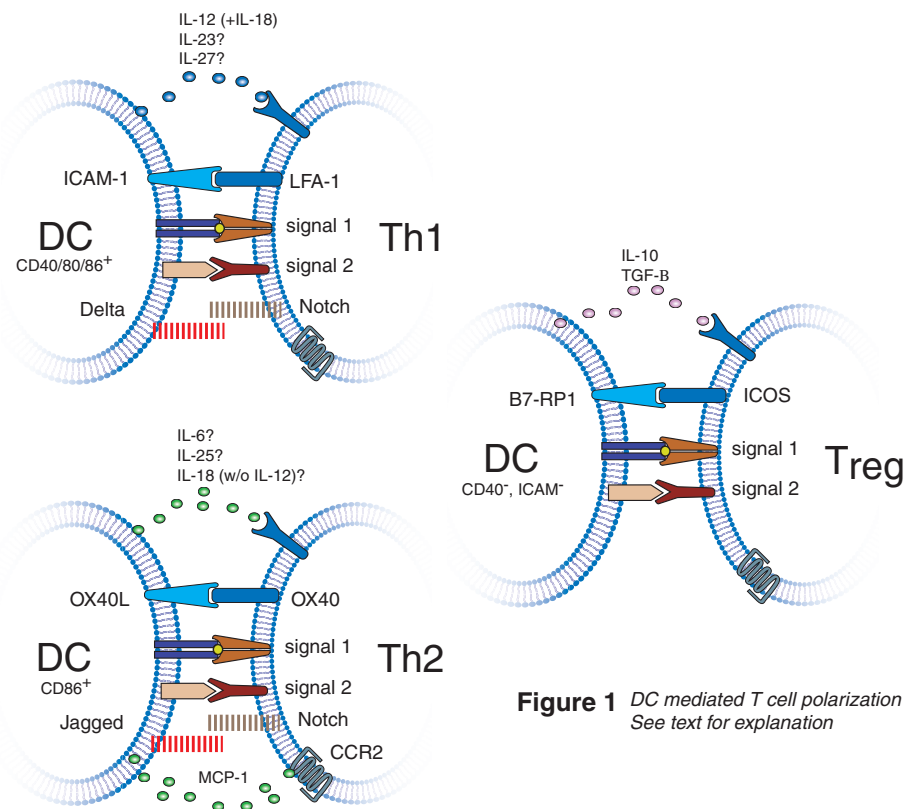 IL-12 (+IL-18)
IL-23?
IL-27?
ICAM-1
LFA-1
DC
CD40/80/86+
signal 1
Th1
signal 2
Delta
Notch
IL-6?
IL-25?
IL-18 (w/o IL-12)?
OX40L
OX40
DC
CD86+
signal 1
Th2
signal 2
Jagged
Notch
CCR2
MCP-1
IL-10
TGF-B
B7-RP1
ICOS
DC
CD40-, ICAM-
signal 1
Treg
signal 2
Figure 1 DC mediated T cell polarization
See text for explanation